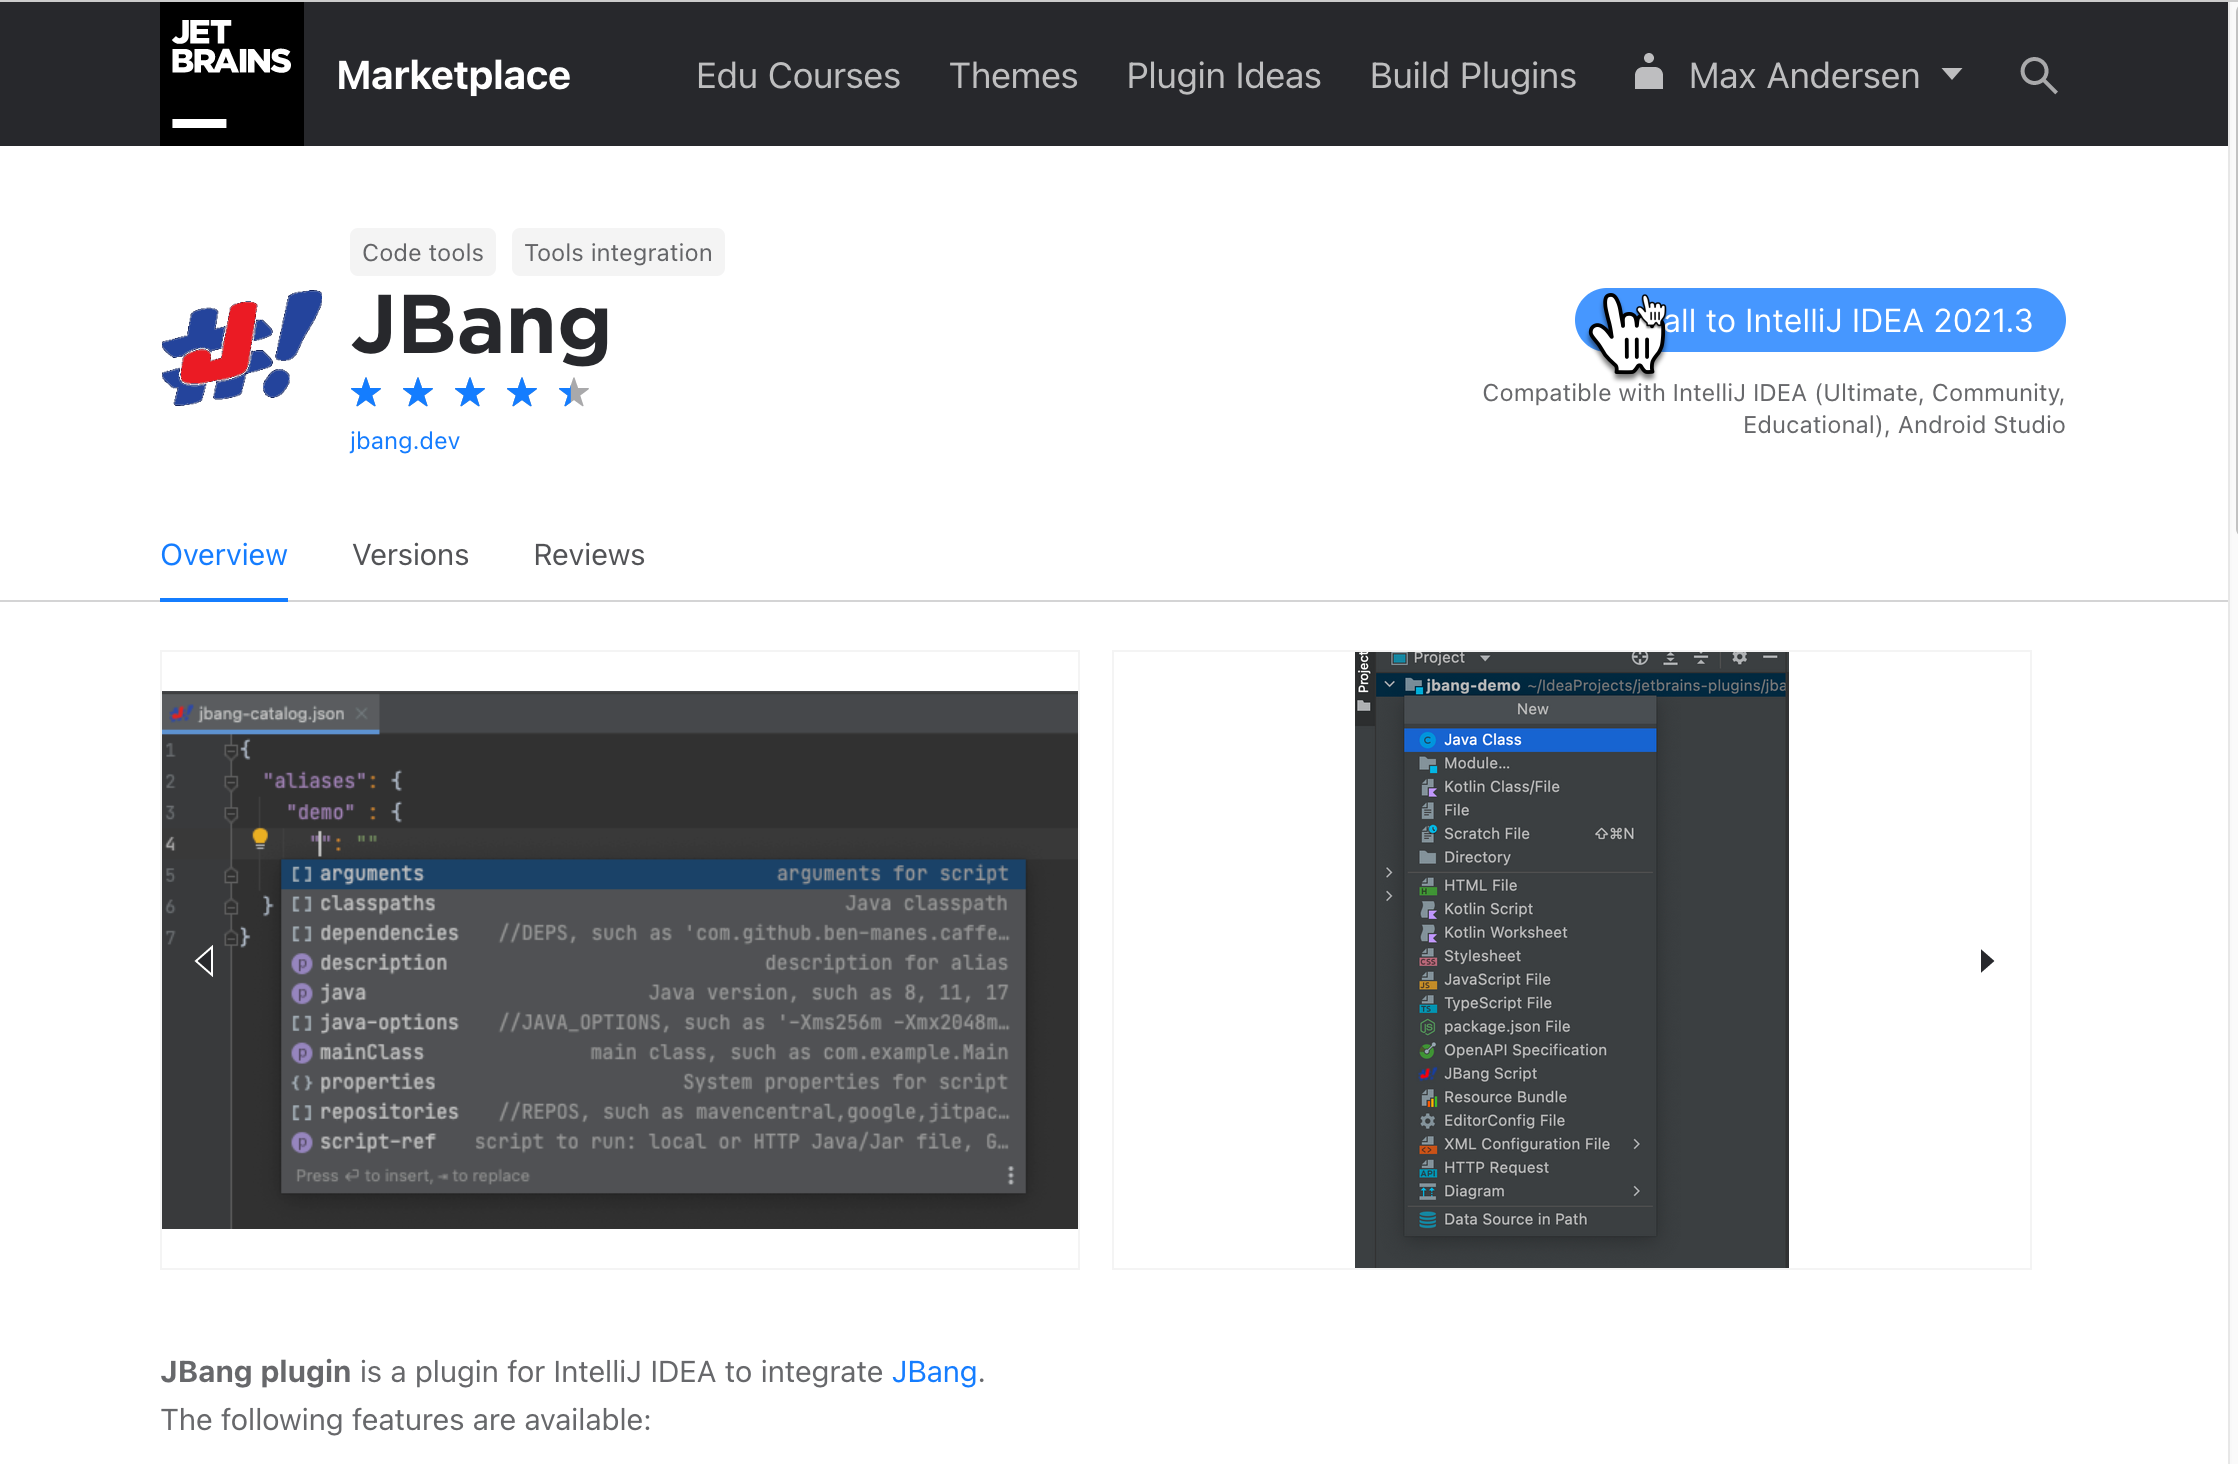 JET
BRAINS
Marketplace
Edu Courses
Themes
Plugin Ideas
Build Plugins
Max Andersen
Code tools
Tools integration
JBang
jbang.dev
all to IntelliJ IDEA 2021.3
Compatible with IntelliJ IDEA (Ultimate, Community,
Educational), Android Studio
Overview
Versions
Reviews
jbang-catalog.json
1 {
2 "aliases": {
3 "demo" : {
4 "": ""
5
6 }
7 }
[] arguments arguments for script
[] classpaths Java classpath
[] dependencies //DEPS, such as 'com.github.ben-manes.caffe…
p description description for alias
p java Java version, such as 8, 11, 17
[] java-options //JAVA_OPTIONS, such as '-Xms256m -Xmx2048m…
p mainClass main class, such as com.example.Main
{} properties System properties for script
[] repositories //REPOS, such as mavencentral,google,jitpac…
p script-ref script to run: local or HTTP Java/Jar file, G…
Press ↩ to insert, ⇥ to replace
Project
Project
jbang-demo ~/IdeaProjects/jetbrains-plugins/jba
New
Java Class
Module...
Kotlin Class/File
File
Scratch File ⇧⌘N
Directory
HTML File
Kotlin Script
Kotlin Worksheet
Stylesheet
JavaScript File
TypeScript File
package.json File
OpenAPI Specification
JBang Script
Resource Bundle
EditorConfig File
XML Configuration File
HTTP Request
Diagram
Data Source in Path
JBang plugin is a plugin for IntelliJ IDEA to integrate JBang.
The following features are available: